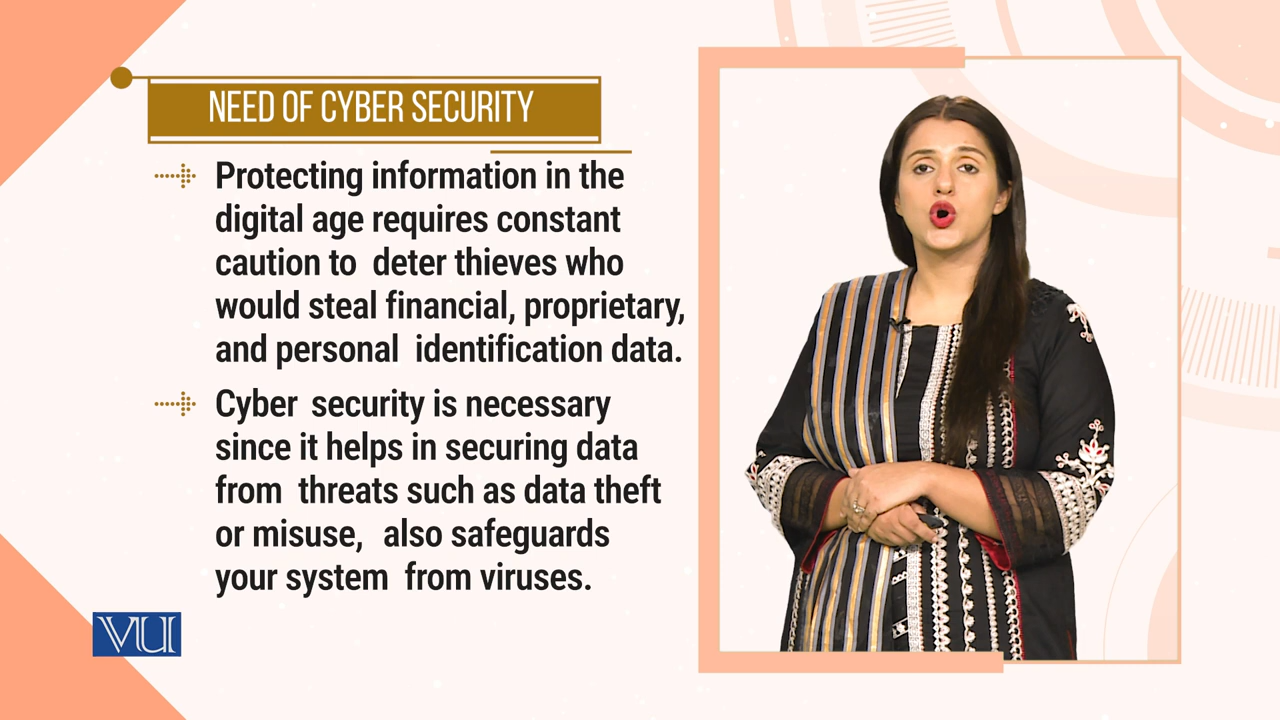 NEED OF CYBER SECURITY
Protecting information in the
digital age requires constant
caution to deter thieves who
would steal financial, proprietary,
and personal identification data.
Cyber security is necessary
since it helps in securing data
from threats such as data theft
or misuse, also safeguards
your system from viruses.
VU